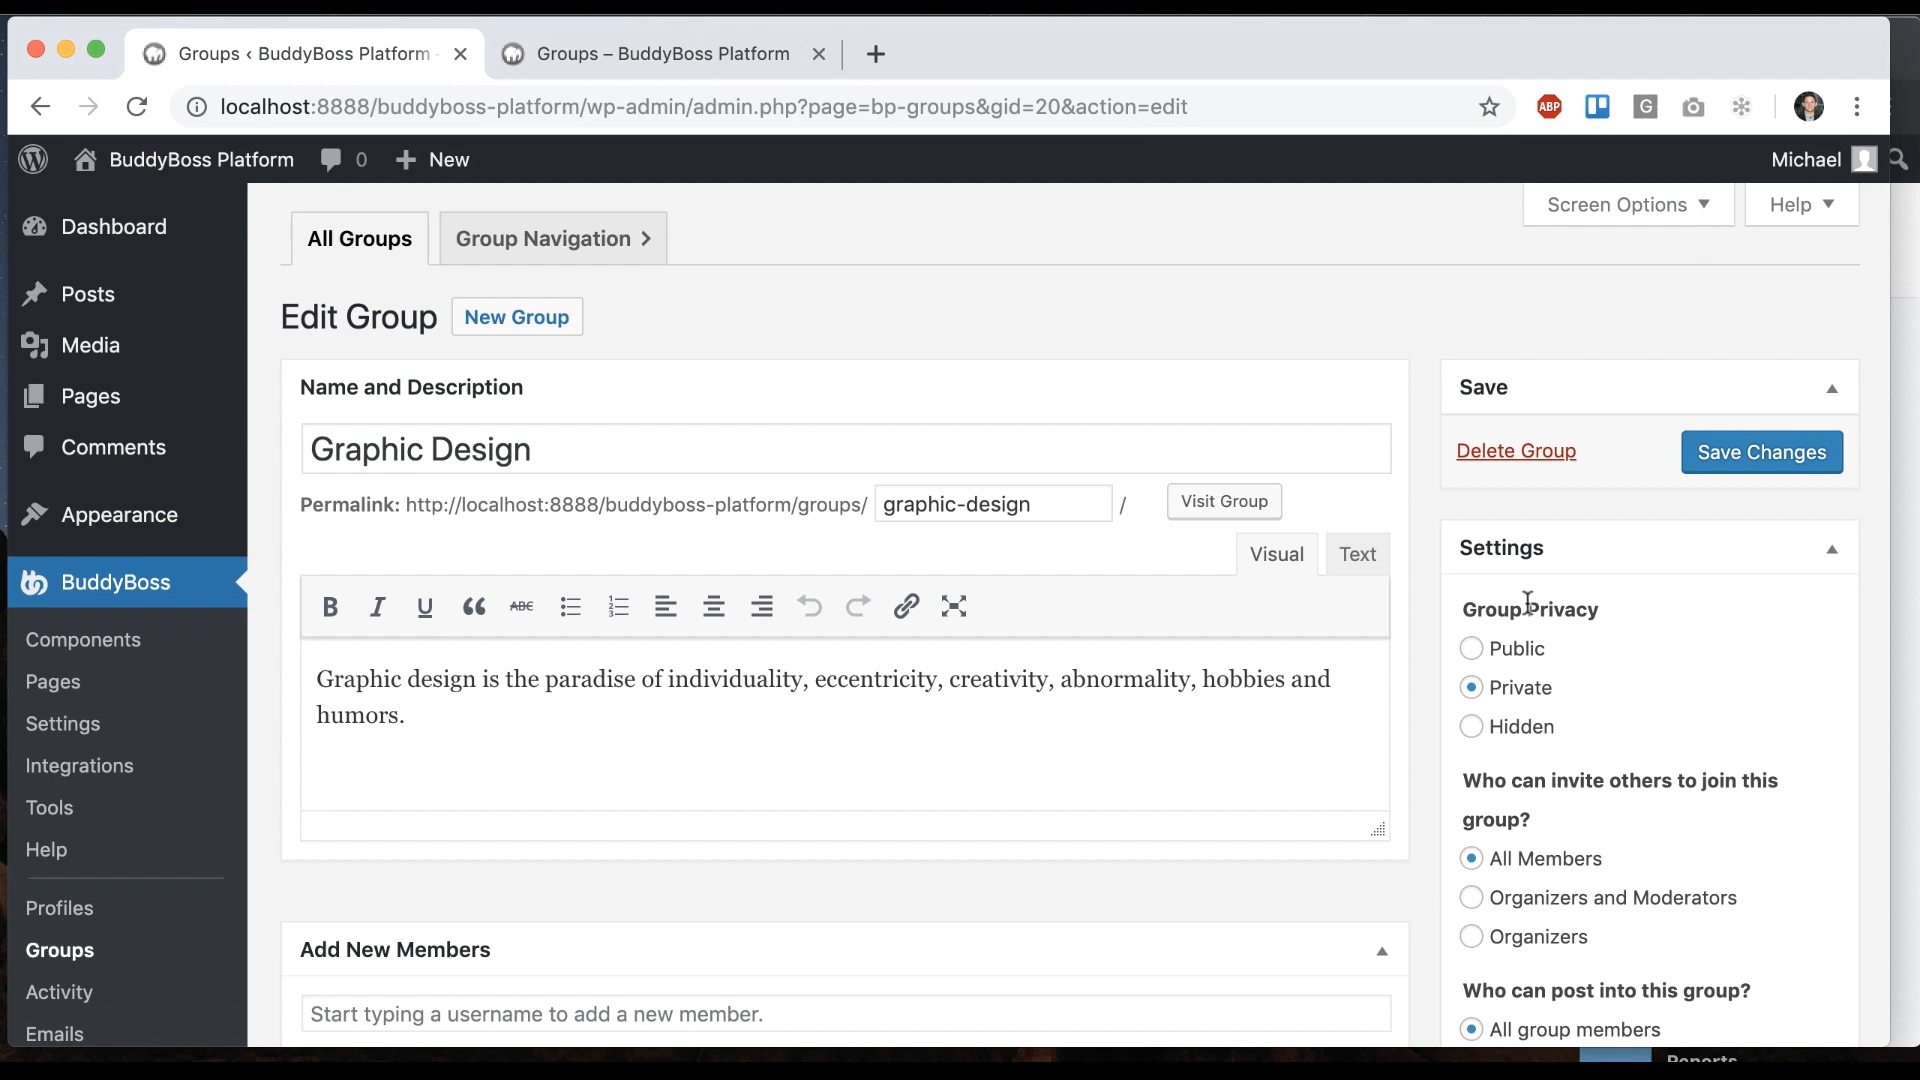 Groups ‹ BuddyBoss Platform -
Groups – BuddyBoss Platform
localhost:8888/buddyboss-platform/wp-admin/admin.php?page=bp-groups&gid=20&action=edit
ABP
G
BuddyBoss Platform
0
New
Michael
Screen Options
Help
Dashboard
Posts
Media
Pages
Comments
Appearance
BuddyBoss
Components
Pages
Settings
Integrations
Tools
Help
Profiles
Groups
Activity
Emails
All Groups
Group Navigation
Edit Group
New Group
Name and Description
Graphic Design
Permalink: http://localhost:8888/buddyboss-platform/groups/ graphic-design /
Visit Group
Visual
Text
B I U ABC
Graphic design is the paradise of individuality, eccentricity, creativity, abnormality, hobbies and
humors.
Add New Members
Start typing a username to add a new member.
Save
Delete Group
Save Changes
Settings
Group Privacy
Public
Private
Hidden
Who can invite others to join this
group?
All Members
Organizers and Moderators
Organizers
Who can post into this group?
All group members
Reports